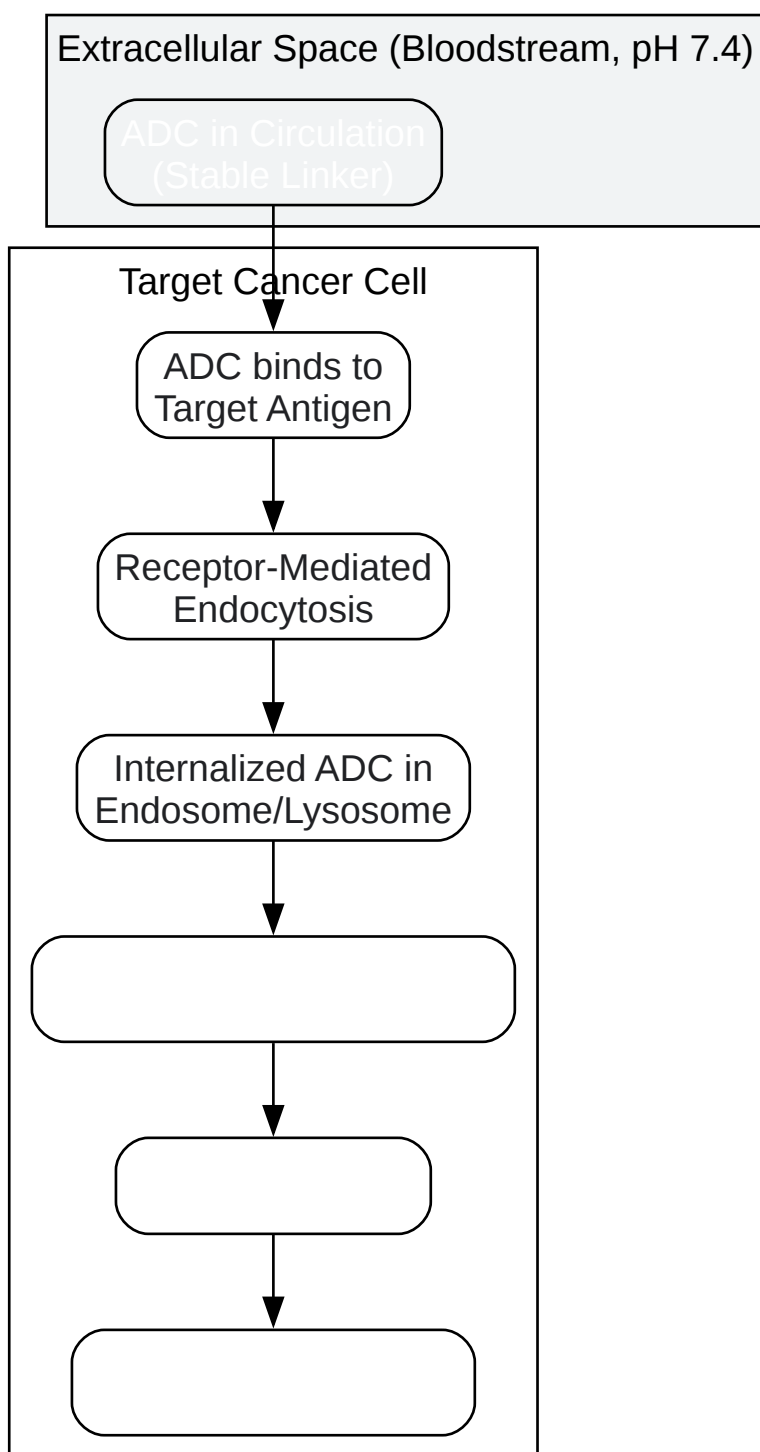 Extracellular Space (Bloodstream, pH 7.4)
ADC in Circulation
(Stable Linker)
Target Cancer Cell
ADC binds to
Target Antigen
Receptor-Mediated
Endocytosis
Internalized ADC in
Endosome/Lysosome